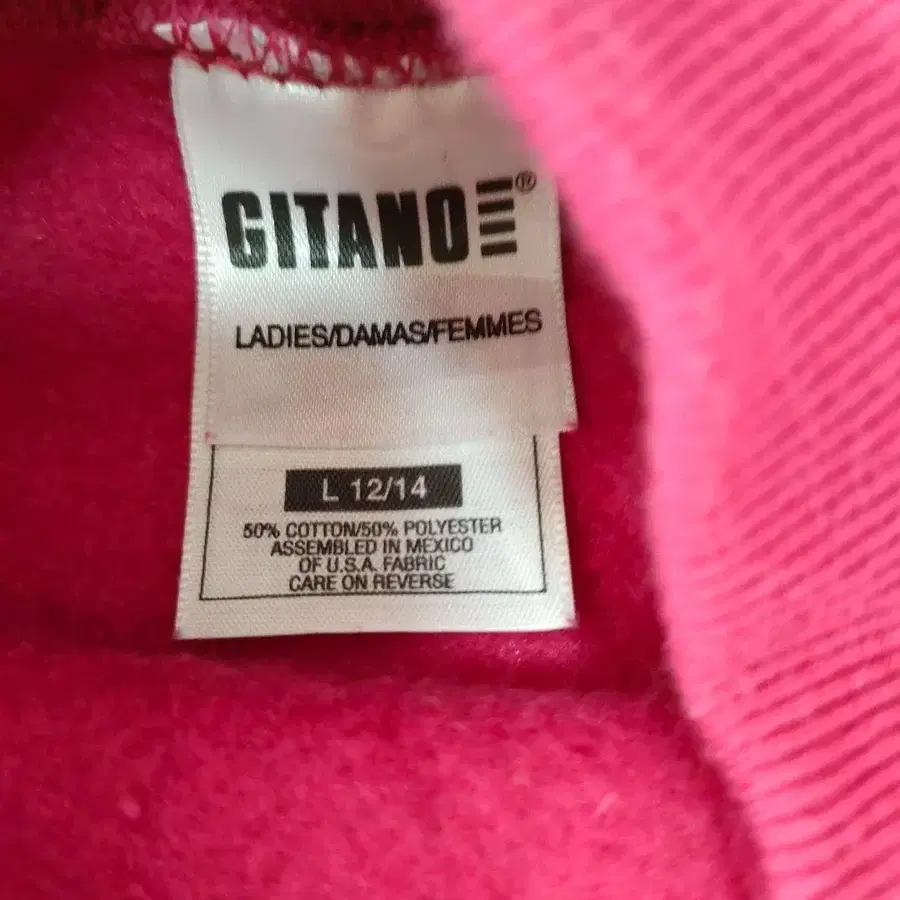 GITANO®
LADIES/DAMAS/FEMMES
L 12/14
50% COTTON/50% POLYESTER
ASSEMBLED IN MEXICO
OF U.S.A. FABRIC
CARE ON REVERSE